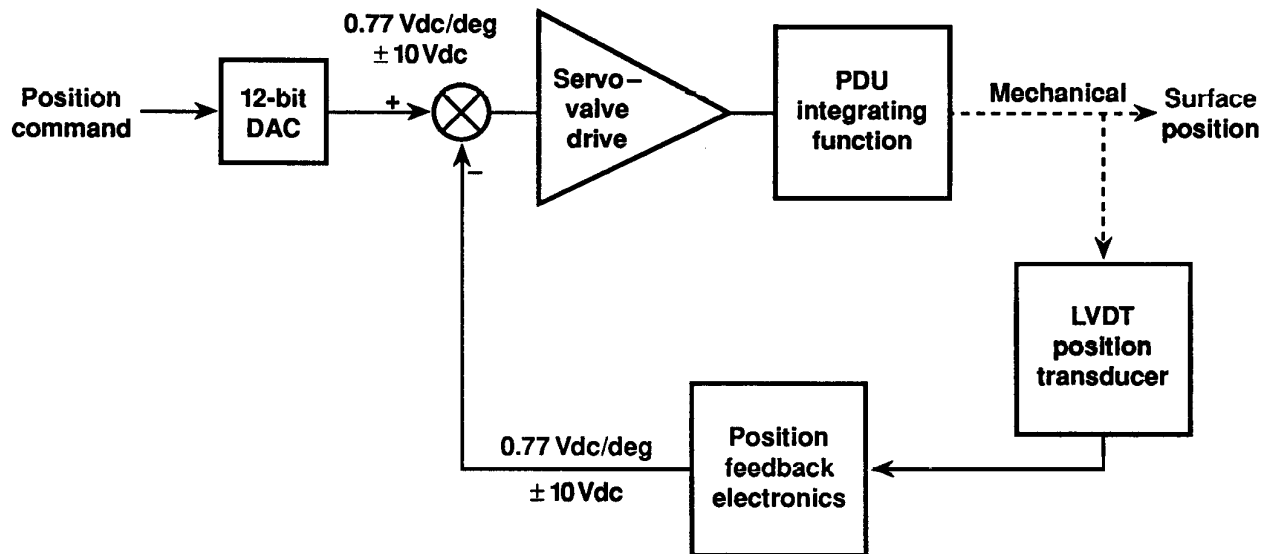 0.77 Vdc/deg
± 10 Vdc
Position
command
12-bit
DAC
+
−
Servo–
valve
drive
PDU
integrating
function
Mechanical
Surface
position
LVDT
position
transducer
Position
feedback
electronics
0.77 Vdc/deg
± 10 Vdc